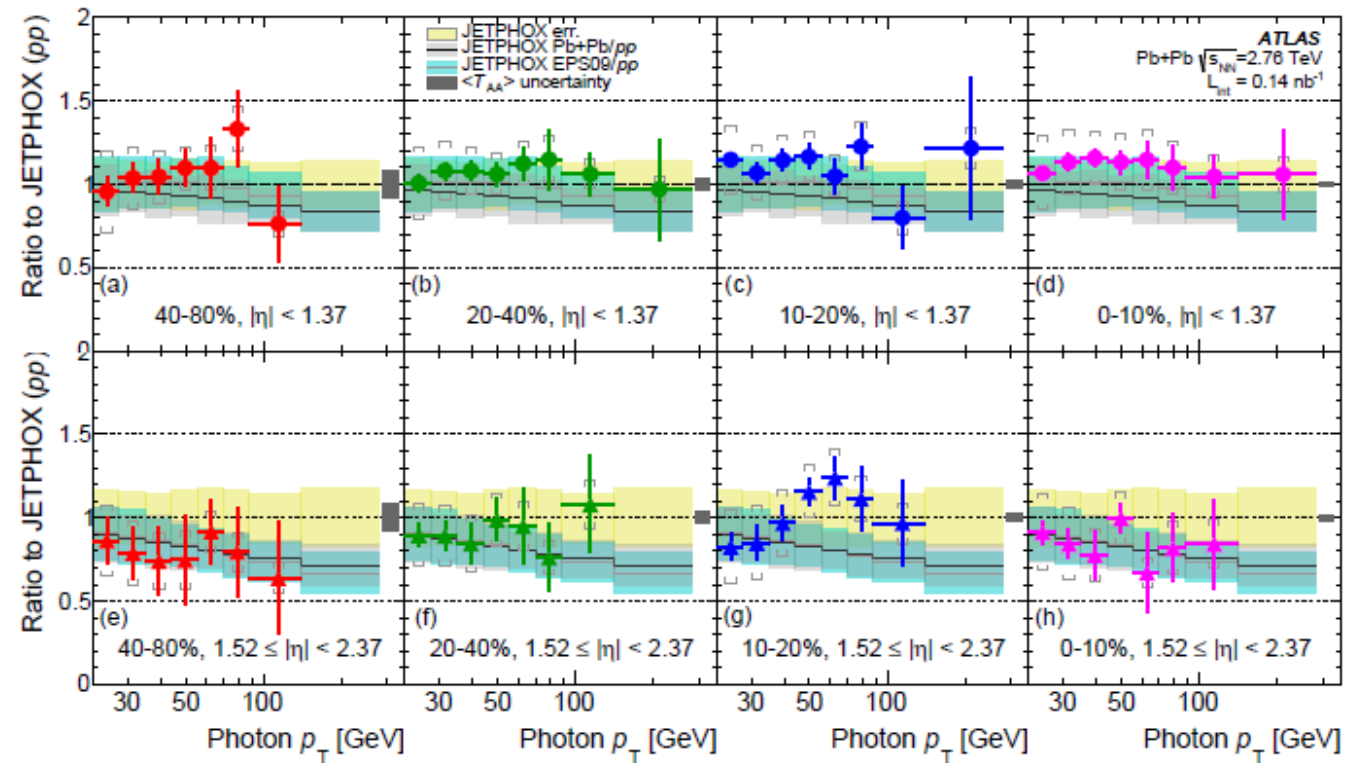 Ratio to JETPHOX (pp)
2
1.5
1
0.5
0
JETPHOX err.
JETPHOX Pb+Pb/pp
JETPHOX EPS09/pp
<T_AA> uncertainty
ATLAS
Pb+Pb √s_NN=2.76 TeV
L_int = 0.14 nb⁻¹
(a)
40-80%, |η| < 1.37
(b)
20-40%, |η| < 1.37
(c)
10-20%, |η| < 1.37
(d)
0-10%, |η| < 1.37
Ratio to JETPHOX (pp)
2
1.5
1
0.5
0
(e)
40-80%, 1.52 ≤ |η| < 2.37
(f)
20-40%, 1.52 ≤ |η| < 2.37
(g)
10-20%, 1.52 ≤ |η| < 2.37
(h)
0-10%, 1.52 ≤ |η| < 2.37
30 50 100
30 50 100
30 50 100
30 50 100
Photon p_T [GeV]
Photon p_T [GeV]
Photon p_T [GeV]
Photon p_T [GeV]